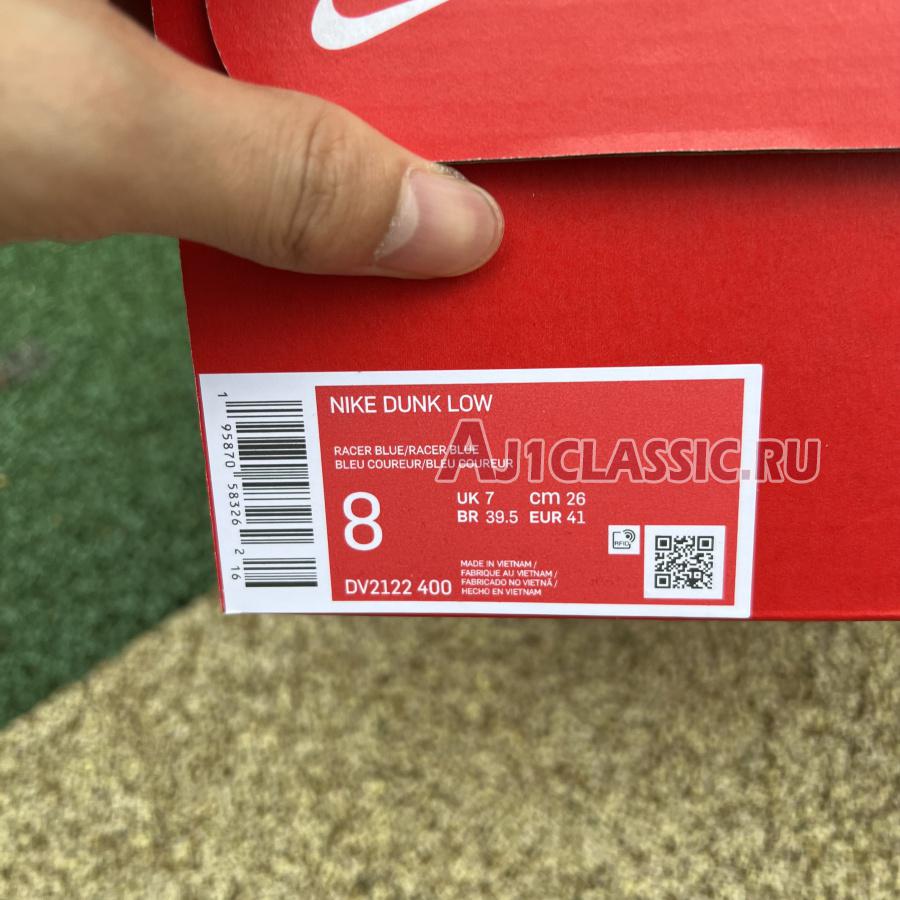 NIKE DUNK LOW
RACER BLUE/RACER BLUE
BLEU COUREUR/BLEU COUREUR
AJ1CLASSIC.RU
8
UK 7 cm 26
BR 39.5 EUR 41
RFID
DV2122 400
MADE IN VIETNAM /
FABRIQUE AU VIETNAM /
FABRICADO NO VIETNÃ /
HECHO EN VIETNAM
1 95870 58326 2 16